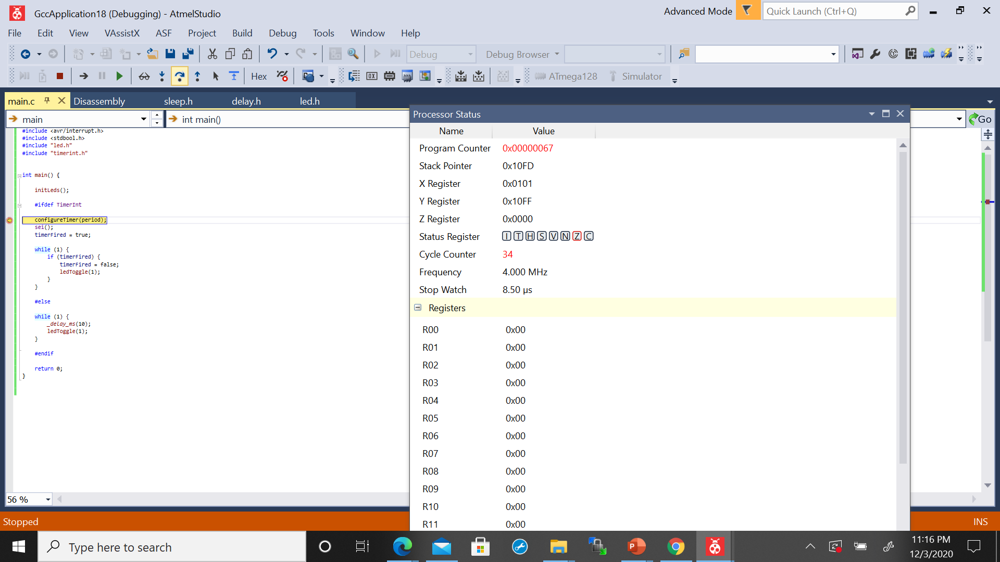 GccApplication18 (Debugging) - AtmelStudio
Advanced Mode
Quick Launch (Ctrl+Q)
File Edit View VAssistX ASF Project Build Debug Tools Window Help
Debug
Debug Browser
Hex
ATmega128
Simulator
main.c
Disassembly
sleep.h
delay.h
led.h
main
int main()
Go
#include <avr/interrupt.h>
#include <stdbool.h>
#include "led.h"
#include "timerint.h"
int main() {
initLeds();
#ifdef TimerInt
configureTimer(period);
sei();
timerFired = true;
while (1) {
if (timerFired) {
timerFired = false;
ledToggle(1);
}
}
#else
while (1) {
_delay_ms(10);
ledToggle(1);
}
#endif
return 0;
}
56 %
Processor Status
Name Value
Program Counter 0x00000067
Stack Pointer 0x10FD
X Register 0x0101
Y Register 0x10FF
Z Register 0x0000
Status Register I T H S V N Z C
Cycle Counter 34
Frequency 4.000 MHz
Stop Watch 8.50 µs
Registers
R00 0x00
R01 0x00
R02 0x00
R03 0x00
R04 0x00
R05 0x00
R06 0x00
R07 0x00
R08 0x00
R09 0x00
R10 0x00
R11 0x00
Stopped
INS
Type here to search
11:16 PM
12/3/2020